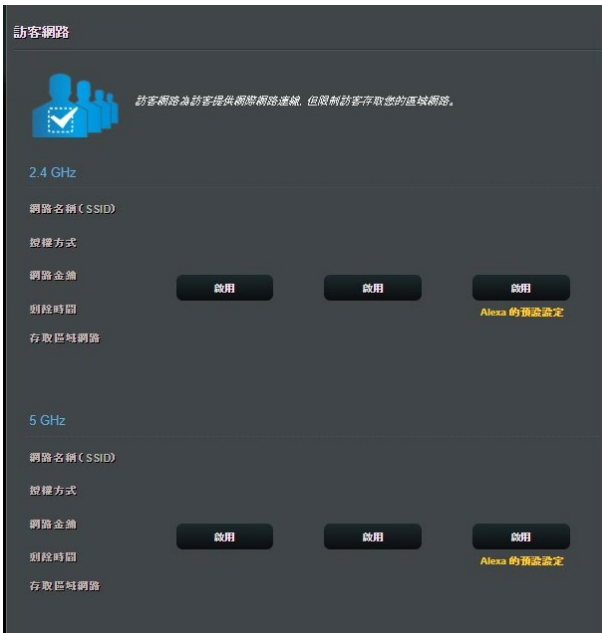 訪客網路
訪客網路為訪客提供網際網路連線, 但限制訪客存取您的區域網路。
2.4 GHz
網路名稱(SSID)
授權方式
網路金鑰
啟用 啟用 啟用
剩餘時間
Alexa 的預設設定
存取區域網路
5 GHz
網路名稱(SSID)
授權方式
網路金鑰
啟用 啟用 啟用
剩餘時間
Alexa 的預設設定
存取區域網路